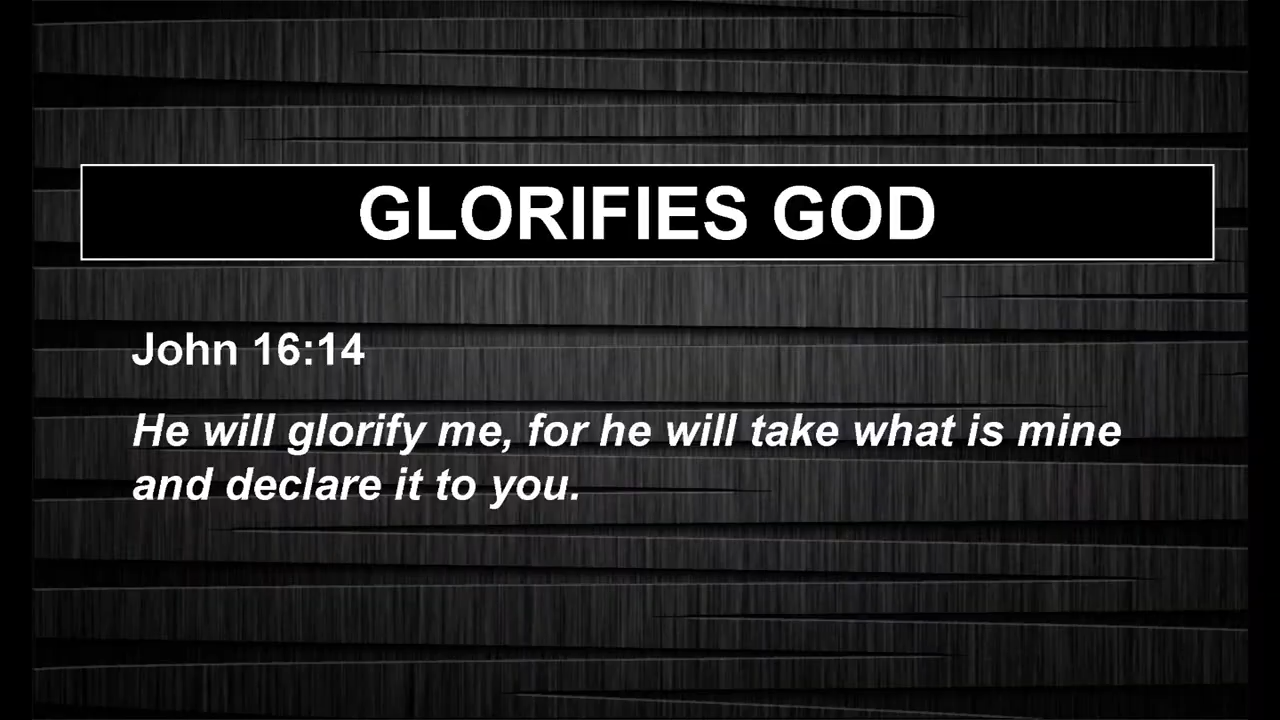 GLORIFIES GOD
John 16:14
He will glorify me, for he will take what is mine
and declare it to you.